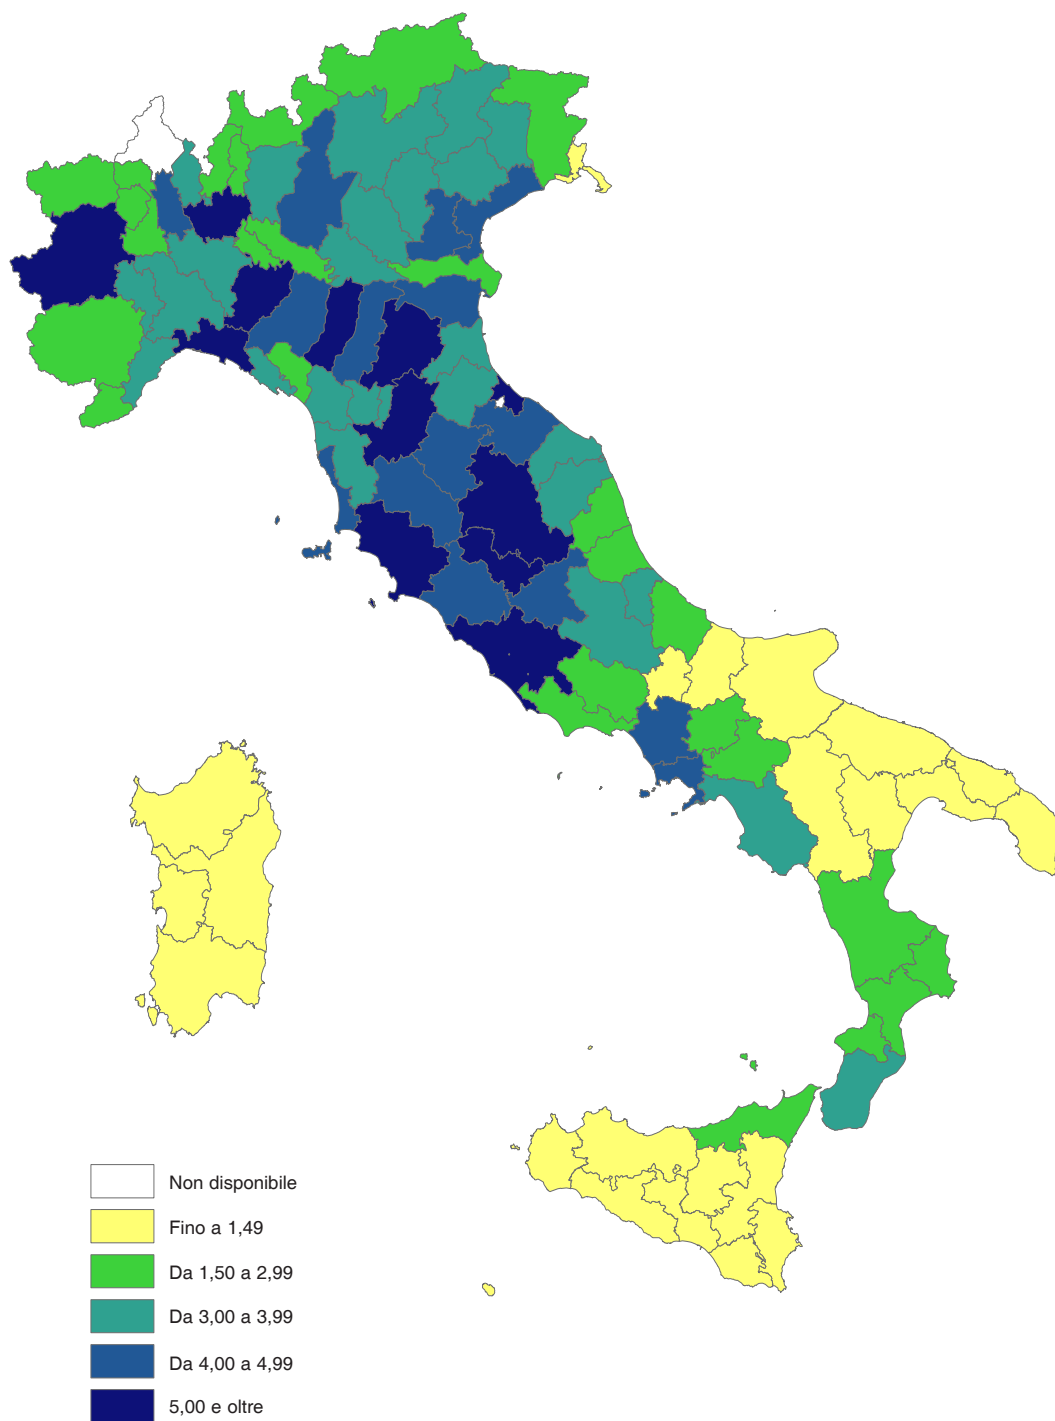 Non disponibile
Fino a 1,49
Da 1,50 a 2,99
Da 3,00 a 3,99
Da 4,00 a 4,99
5,00 e oltre